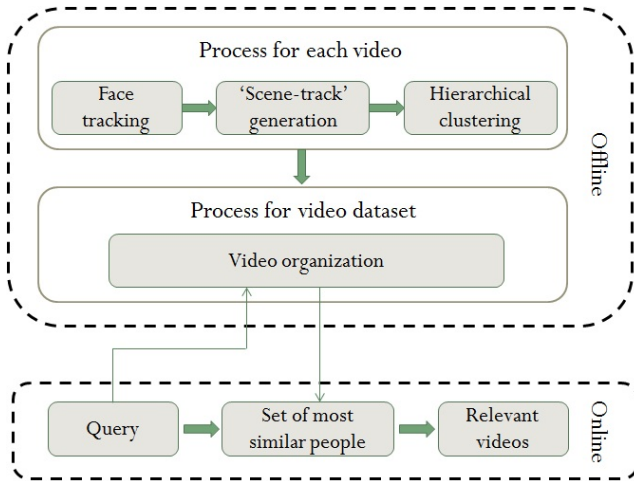 Process for each video
Face
tracking
‘Scene-track’
generation
Hierarchical
clustering
Offline
Process for video dataset
Video organization
Query
Set of most
similar people
Relevant
videos
Online